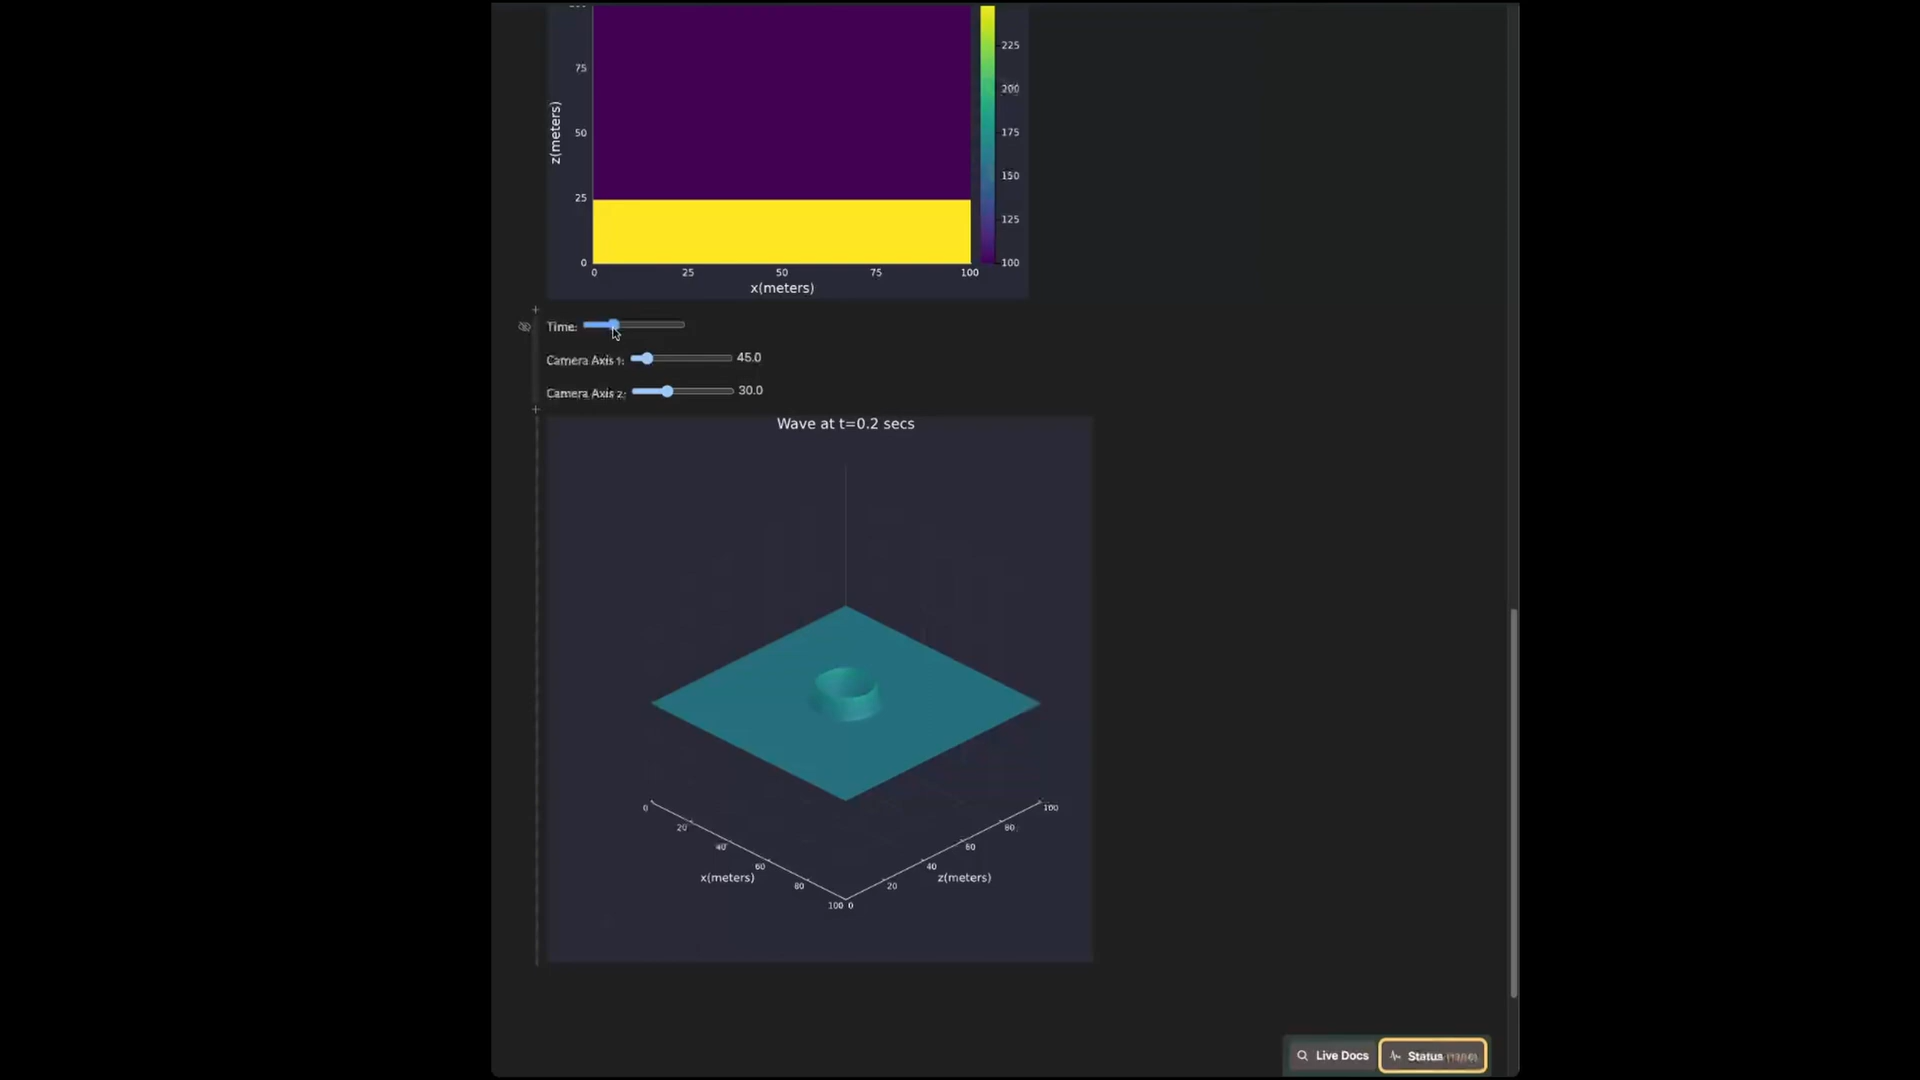 225
75
200
z(meters)
50
175
150
25
125
0
100
0 25 50 75 100
x(meters)
Time:
Camera Axis 1: 45.0
Camera Axis 2: 30.0
Wave at t=0.2 secs
0 100
20 80
40 60
60 40
x(meters) z(meters)
80 20
100 0
Live Docs Status